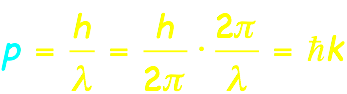 p = h/λ = h/2π · 2π/λ = ħk